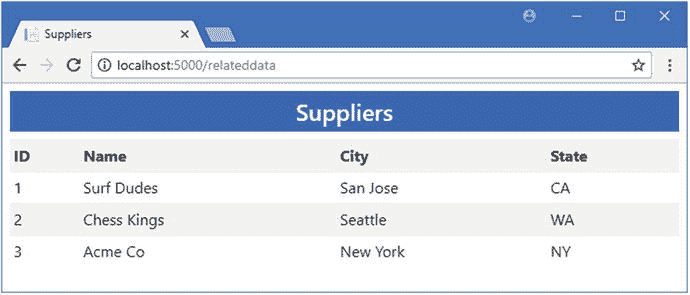 Suppliers
localhost:5000/relateddata
Suppliers
ID Name City State
1 Surf Dudes San Jose CA
2 Chess Kings Seattle WA
3 Acme Co New York NY